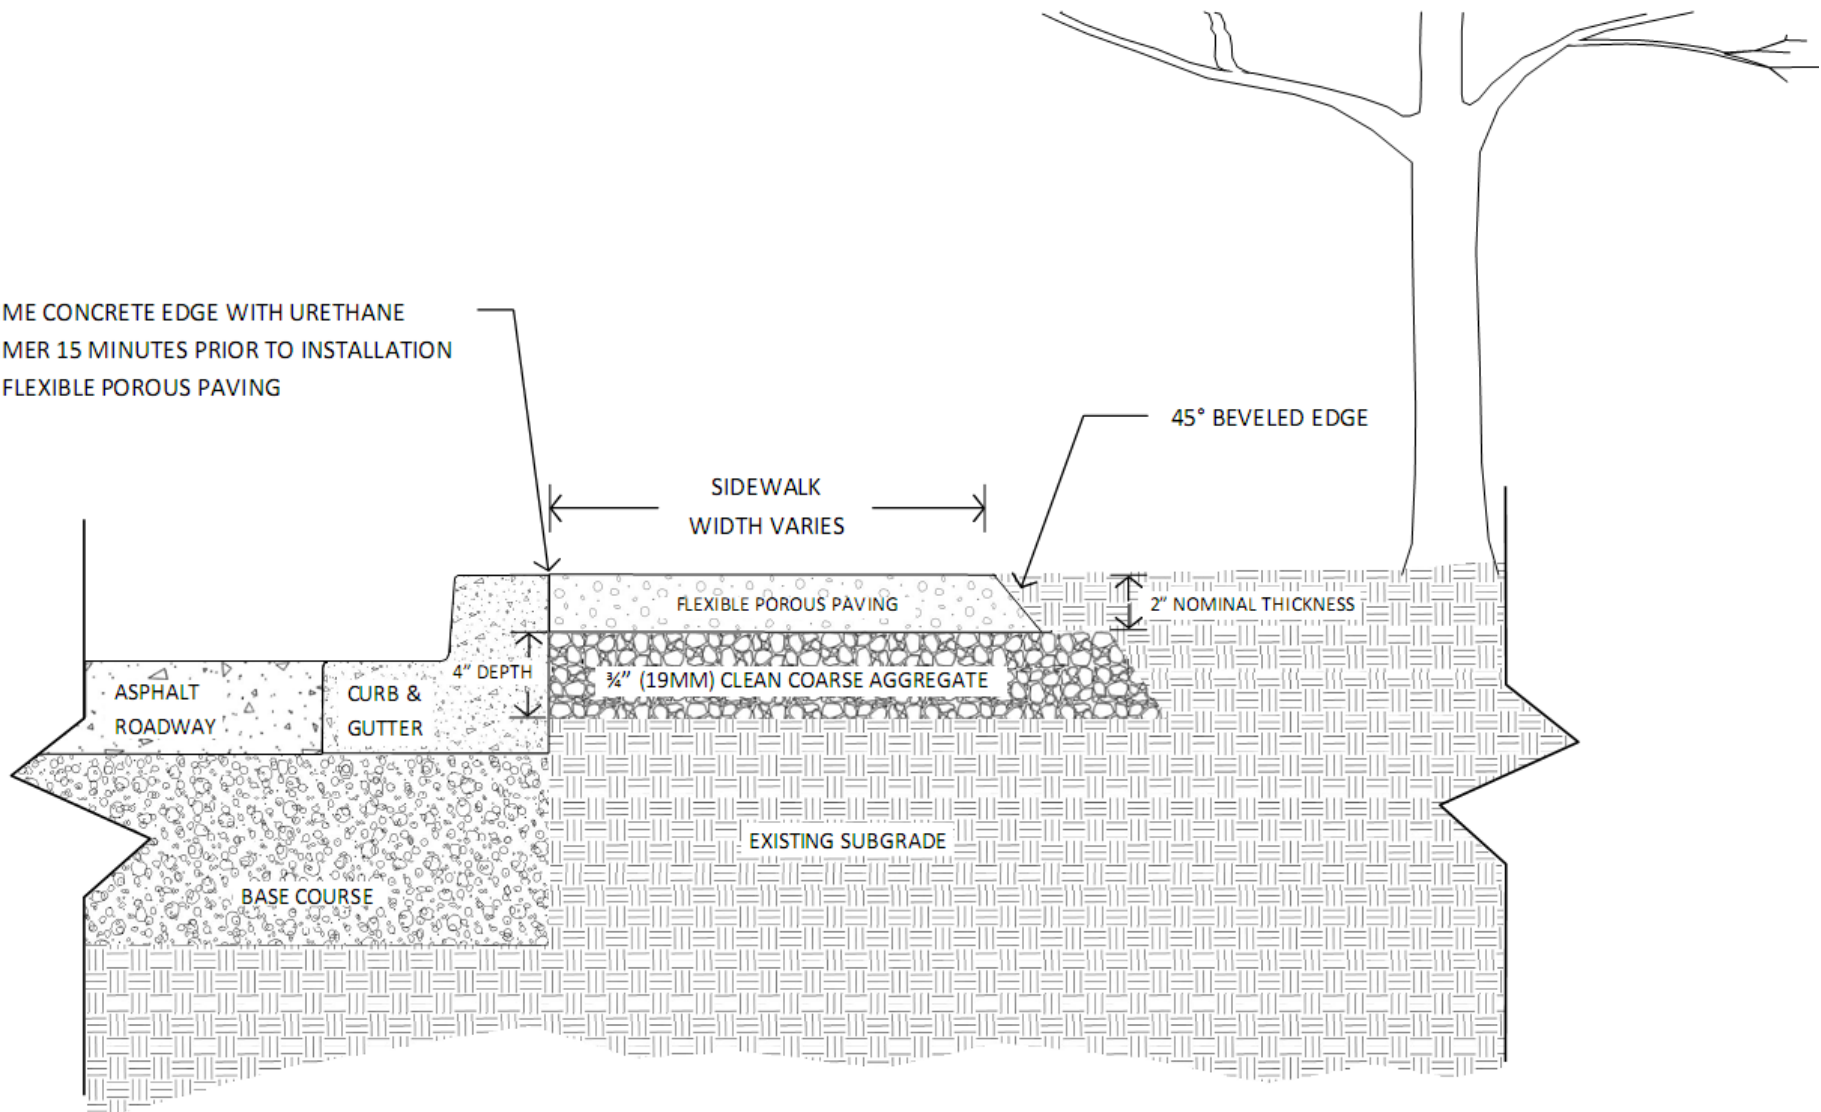 ME CONCRETE EDGE WITH URETHANE
MER 15 MINUTES PRIOR TO INSTALLATION
FLEXIBLE POROUS PAVING
45° BEVELED EDGE
SIDEWALK
WIDTH VARIES
FLEXIBLE POROUS PAVING
2” NOMINAL THICKNESS
4” DEPTH
¾” (19MM) CLEAN COARSE AGGREGATE
ASPHALT
ROADWAY
CURB &
GUTTER
EXISTING SUBGRADE
BASE COURSE